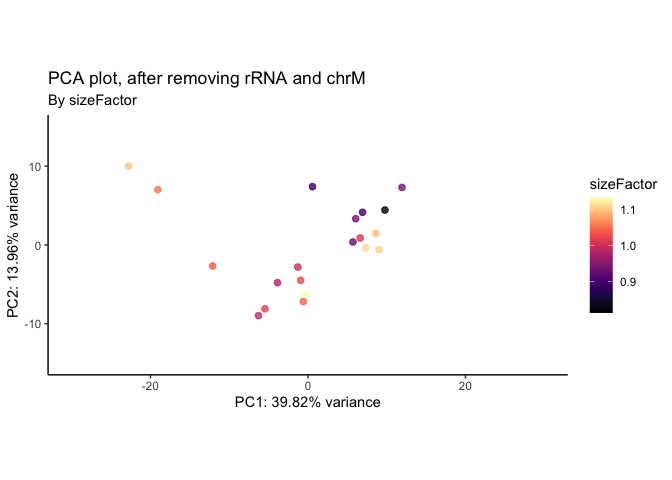 PCA plot, after removing rRNA and chrM
By sizeFactor
PC2: 13.96% variance
10
0
-10
-20
0
20
PC1: 39.82% variance
sizeFactor
1.1
1.0
0.9